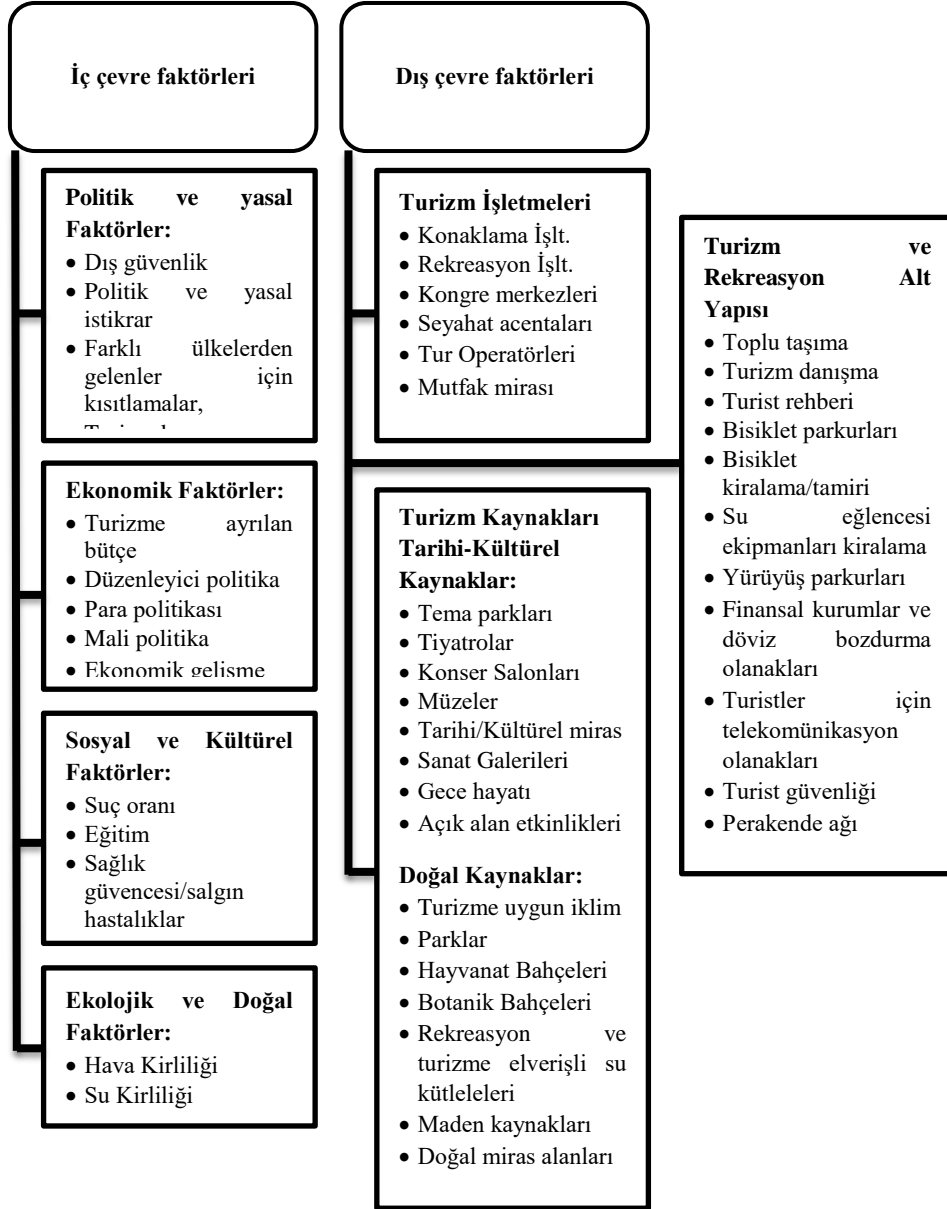 İç çevre faktörleri
Politik ve yasal
Faktörler:
• Dış güvenlik
• Politik ve yasal
istikrar
• Farklı ülkelerden
gelenler için
kısıtlamalar,
Ekonomik Faktörler:
• Turizme ayrılan
bütçe
• Düzenleyici politika
• Para politikası
• Mali politika
• Ekonomik gelişme
Sosyal ve Kültürel
Faktörler:
• Suç oranı
• Eğitim
• Sağlık
güvencesi/salgın
hastalıklar
Ekolojik ve Doğal
Faktörler:
• Hava Kirliliği
• Su Kirliliği
Dış çevre faktörleri
Turizm İşletmeleri
• Konaklama İşlt.
• Rekreasyon İşlt.
• Kongre merkezleri
• Seyahat acentaları
• Tur Operatörleri
• Mutfak mirası
Turizm Kaynakları
Tarihi-Kültürel
Kaynaklar:
• Tema parkları
• Tiyatrolar
• Konser Salonları
• Müzeler
• Tarihi/Kültürel miras
• Sanat Galerileri
• Gece hayatı
• Açık alan etkinlikleri
Doğal Kaynaklar:
• Turizme uygun iklim
• Parklar
• Hayvanat Bahçeleri
• Botanik Bahçeleri
• Rekreasyon ve
turizme elverişli su
kütleleleri
• Maden kaynakları
• Doğal miras alanları
Turizm ve
Rekreasyon Alt
Yapısı
• Toplu taşıma
• Turizm danışma
• Turist rehberi
• Bisiklet parkurları
• Bisiklet
kiralama/tamiri
• Su eğlencesi
ekipmanları kiralama
• Yürüyüş parkurları
• Finansal kurumlar ve
döviz bozdurma
olanakları
• Turistler için
telekomünikasyon
olanakları
• Turist güvenliği
• Perakende ağı